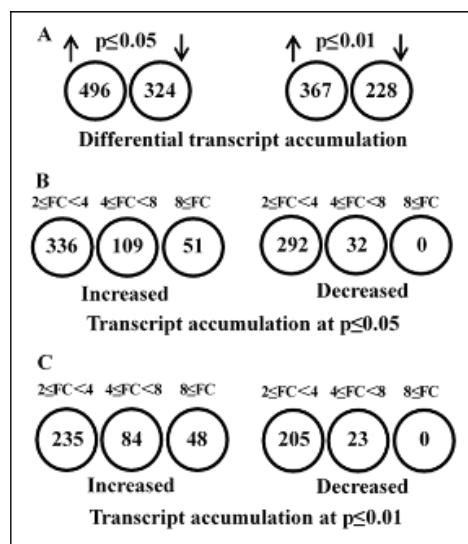 A
p≤0.05 p≤0.01
496 324 367 228
Differential transcript accumulation
B
2≤FC<4 4≤FC<8 8≤FC 2≤FC<4 4≤FC<8 8≤FC
336 109 51 292 32 0
Increased Decreased
Transcript accumulation at p≤0.05
C
2≤FC<4 4≤FC<8 8≤FC 2≤FC<4 4≤FC<8 8≤FC
235 84 48 205 23 0
Increased Decreased
Transcript accumulation at p≤0.01